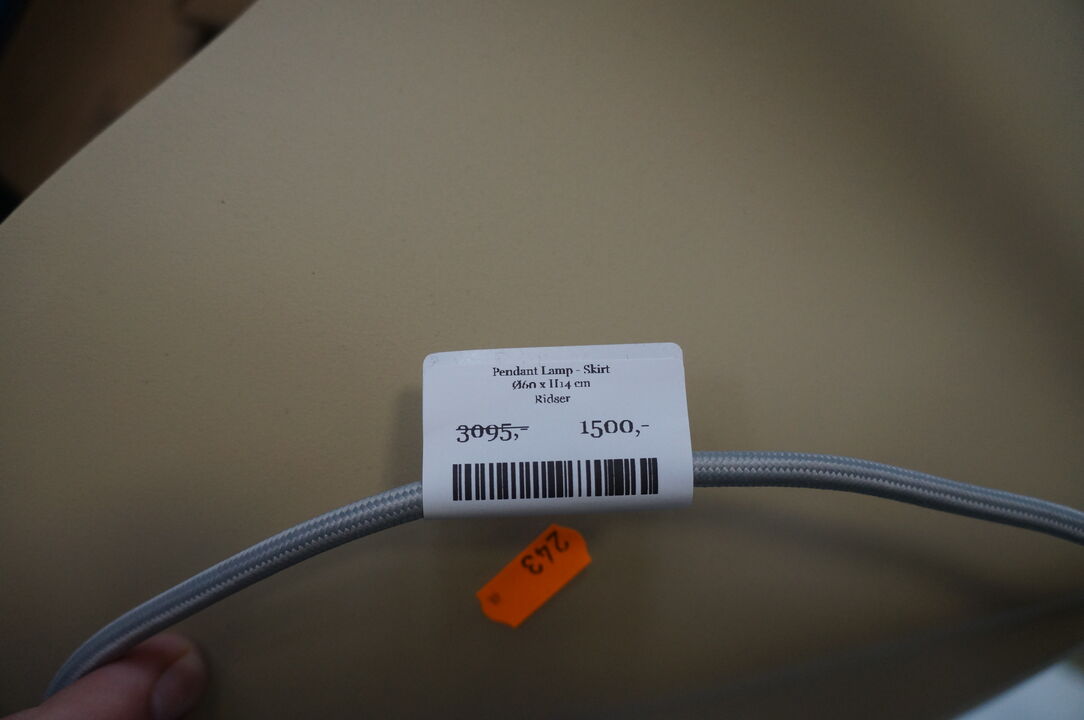 Pendant Lamp - Skirt
Ø60 x H14 cm
Ridser
3095,- 1500,-
243